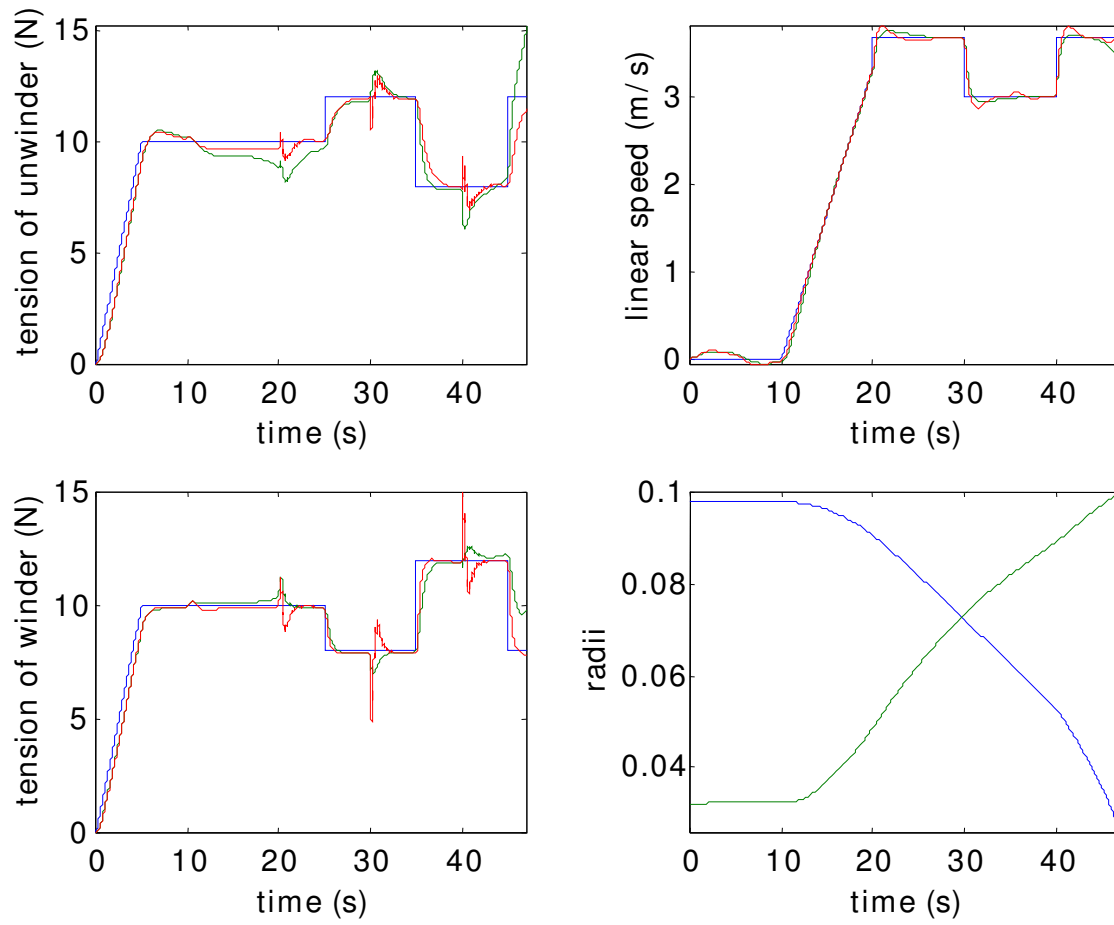 tension of unwinder (N)
15
10
5
0
0 10 20 30 40
time (s)
linear speed (m/s)
3
2
1
0
0 10 20 30 40
time (s)
tension of winder (N)
15
10
5
0
0 10 20 30 40
time (s)
radii
0.1
0.08
0.06
0.04
0 10 20 30 40
time (s)